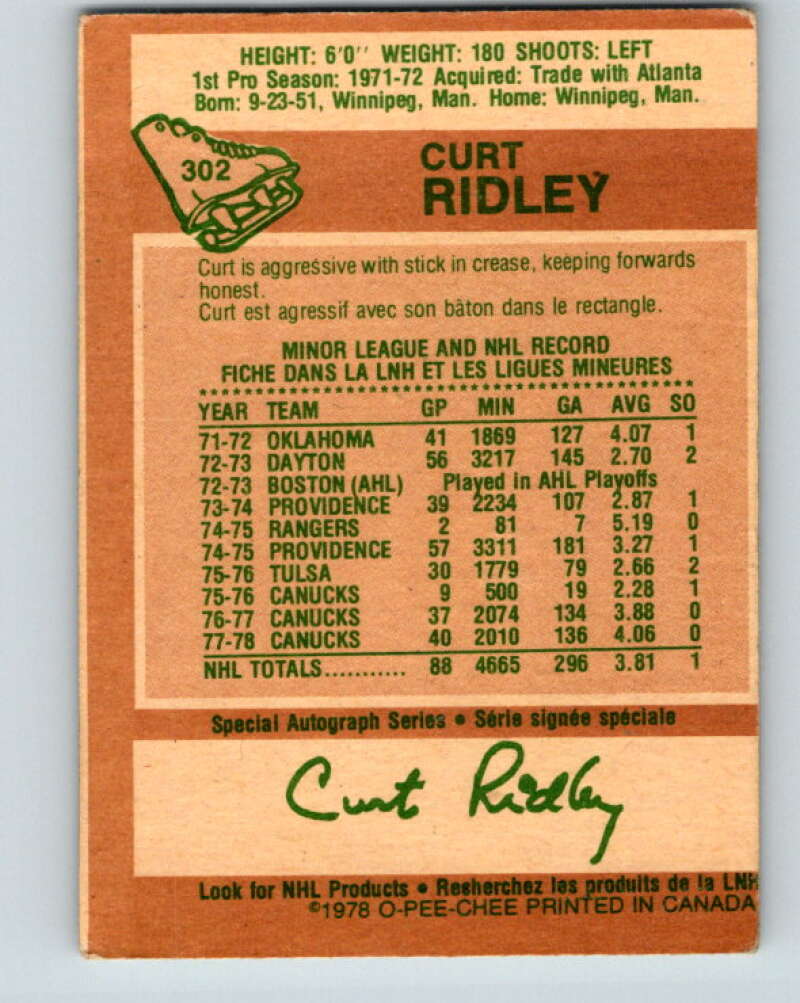 HEIGHT: 6'0'' WEIGHT: 180 SHOOTS: LEFT
1st Pro Season: 1971-72 Acquired: Trade with Atlanta
Born: 9-23-51, Winnipeg, Man. Home: Winnipeg, Man.
302
CURT
RIDLEY
Curt is aggressive with stick in crease, keeping forwards
honest.
Curt est agressif avec son bâton dans le rectangle.
MINOR LEAGUE AND NHL RECORD
FICHE DANS LA LNH ET LES LIGUES MINEURES
YEAR TEAM GP MIN GA AVG SO
71-72 OKLAHOMA 41 1869 127 4.07 1
72-73 DAYTON 56 3217 145 2.70 2
72-73 BOSTON (AHL) Played in AHL Playoffs
73-74 PROVIDENCE 39 2234 107 2.87 1
74-75 RANGERS 2 81 7 5.19 0
74-75 PROVIDENCE 57 3311 181 3.27 1
75-76 TULSA 30 1779 79 2.66 2
75-76 CANUCKS 9 500 19 2.28 1
76-77 CANUCKS 37 2074 134 3.88 0
77-78 CANUCKS 40 2010 136 4.06 0
NHL TOTALS........... 88 4665 296 3.81 1
Special Autograph Series • Série signée spéciale
Curt Ridley
Look for NHL Products • Recherchez les produits de la LNH
©1978 O-PEE-CHEE PRINTED IN CANADA